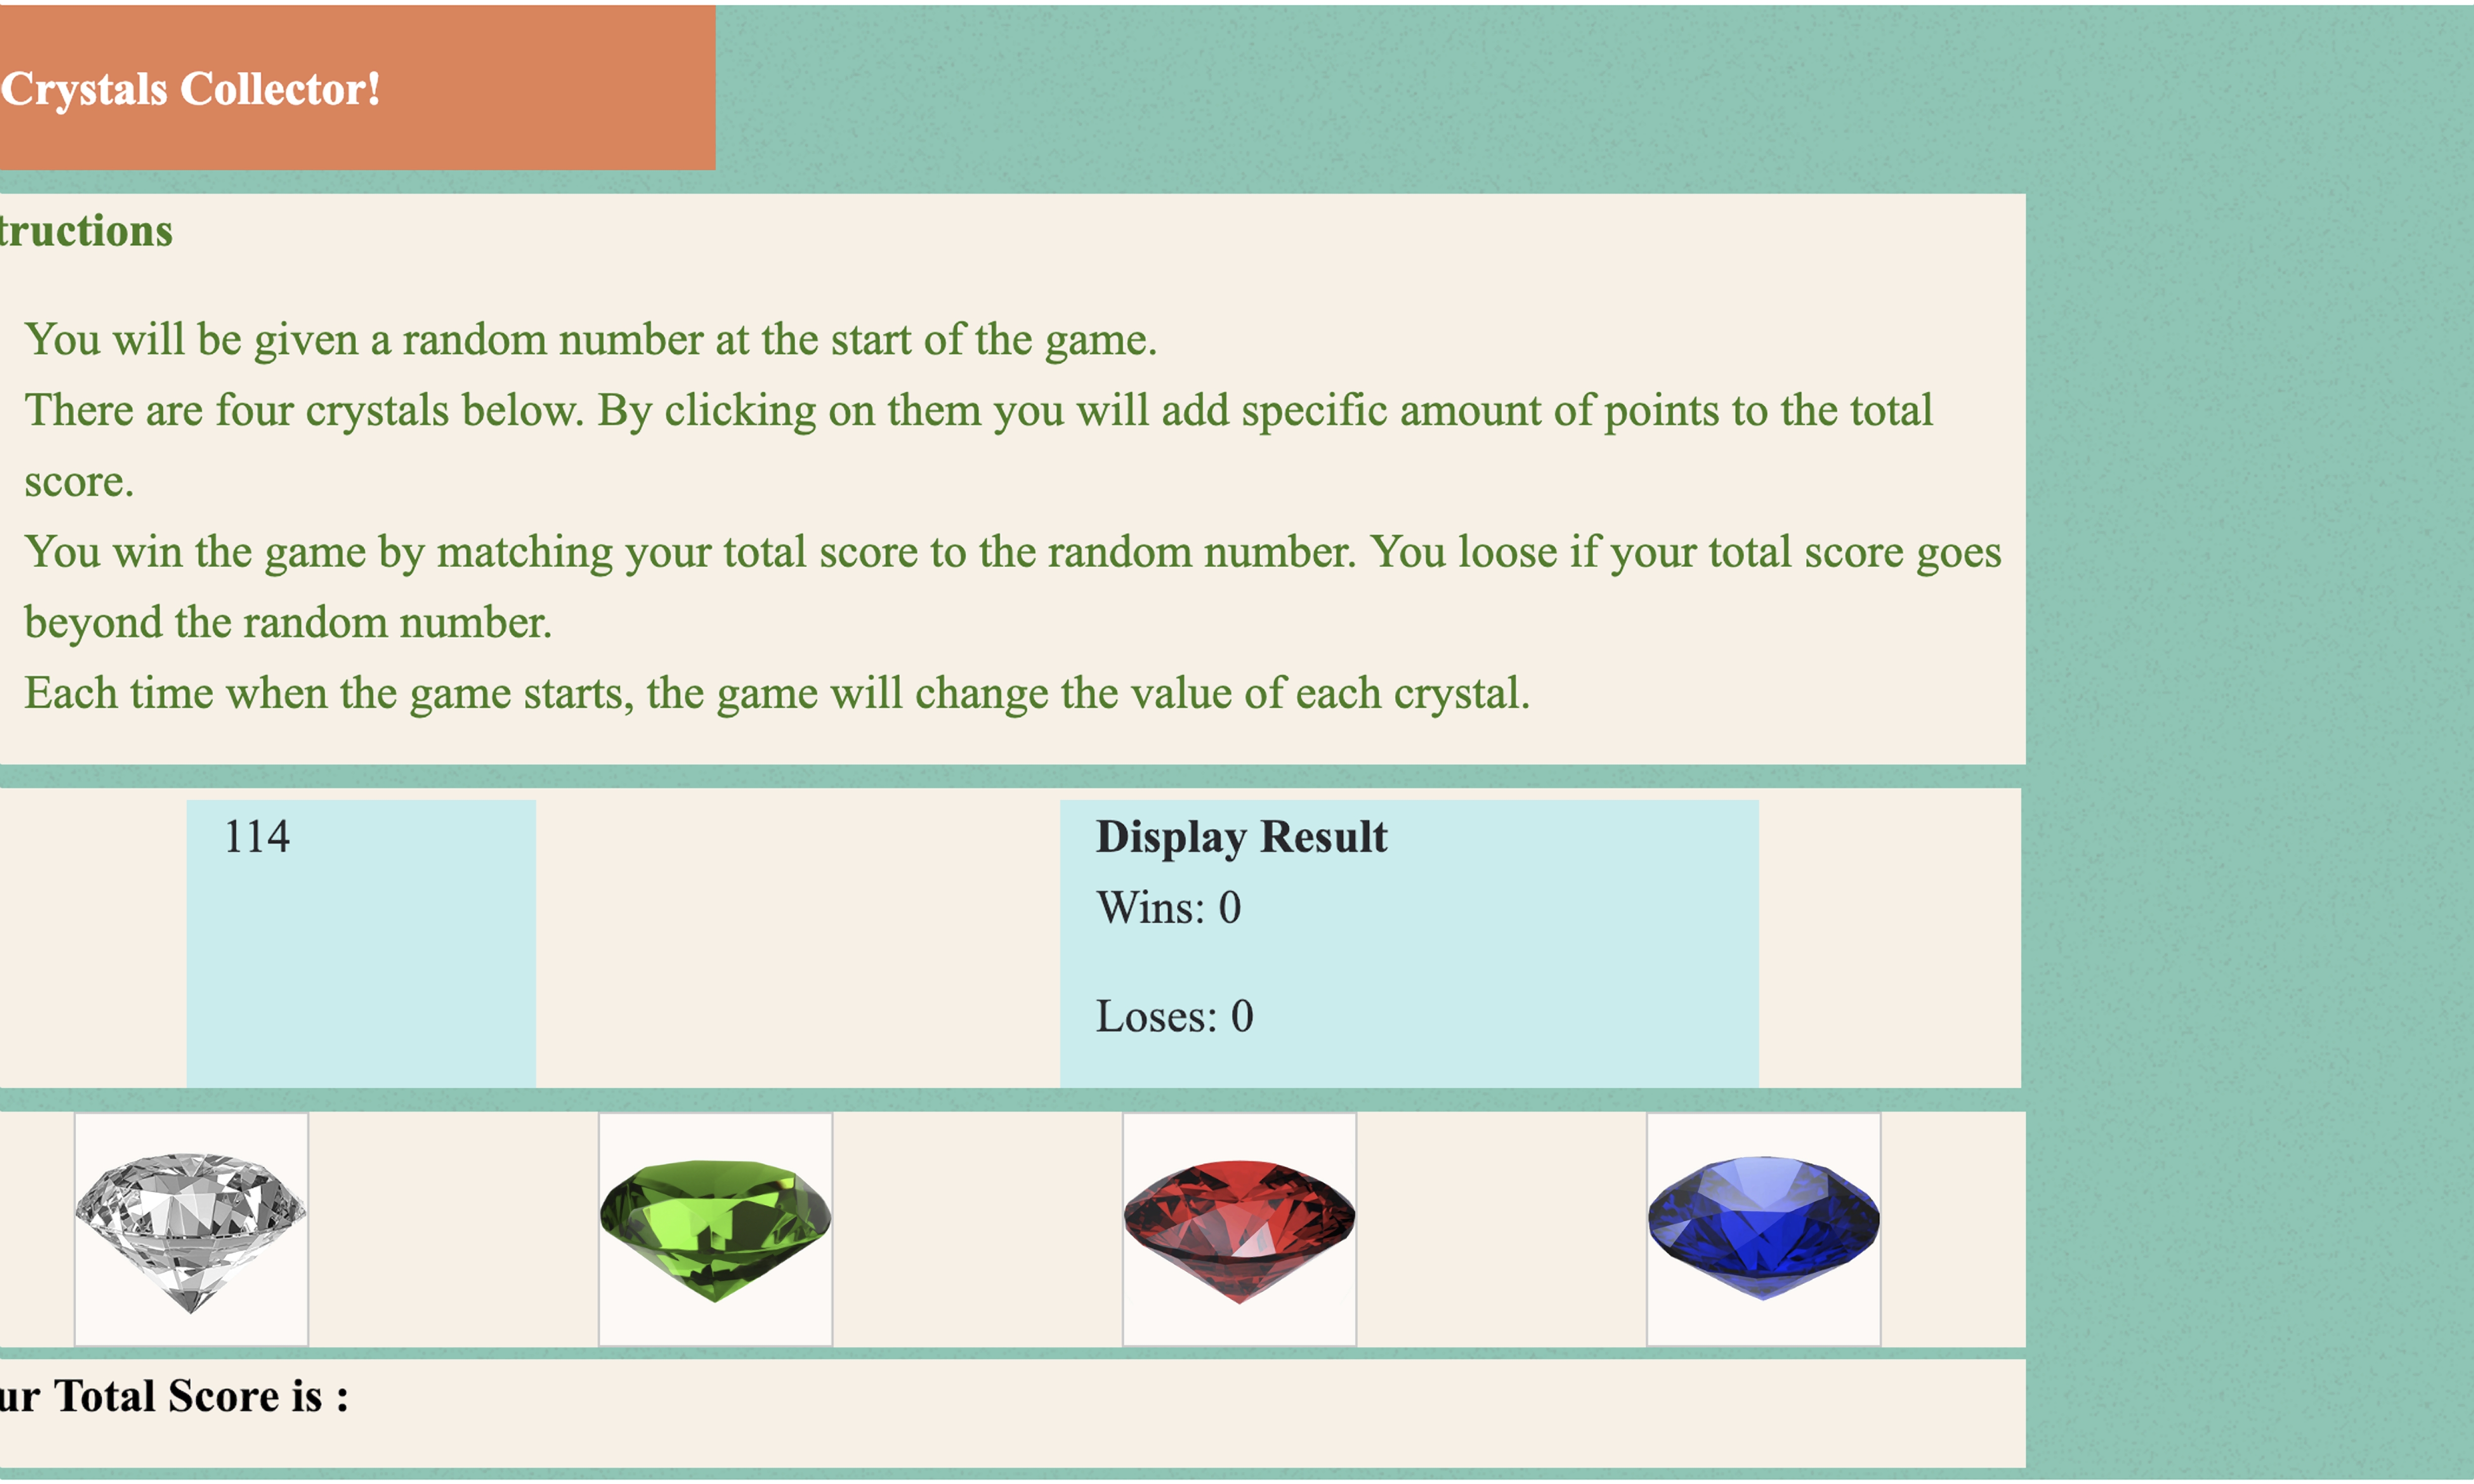 Crystals Collector!
tructions
You will be given a random number at the start of the game.
There are four crystals below. By clicking on them you will add specific amount of points to the total
score.
You win the game by matching your total score to the random number. You loose if your total score goes
beyond the random number.
Each time when the game starts, the game will change the value of each crystal.
114
Display Result
Wins: 0
Loses: 0
ur Total Score is :